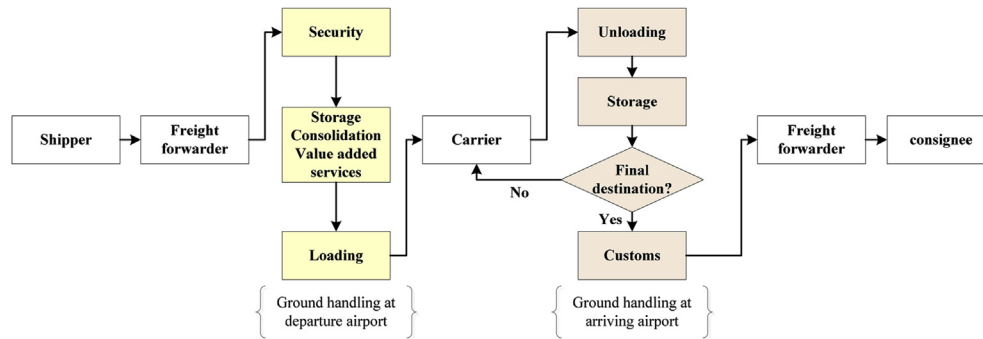 Shipper
Freight
forwarder
Security
Storage
Consolidation
Value added
services
Loading
Ground handling at
departure airport
Carrier
Unloading
Storage
Final
destination?
No
Yes
Customs
Ground handling at
arriving airport
Freight
forwarder
consignee